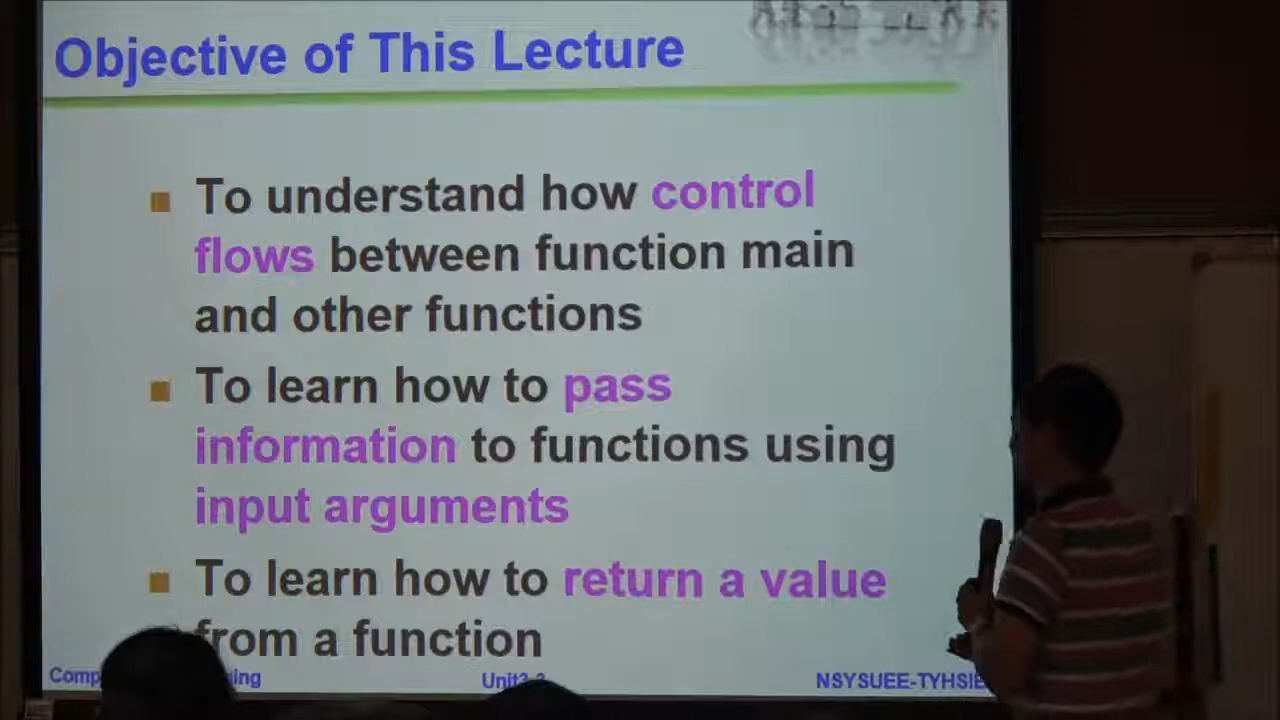 Objective of This Lecture
To understand how control
flows between function main
and other functions
To learn how to pass
information to functions using
input arguments
To learn how to return a value
from a function
NSYSUEE-TYHSIE